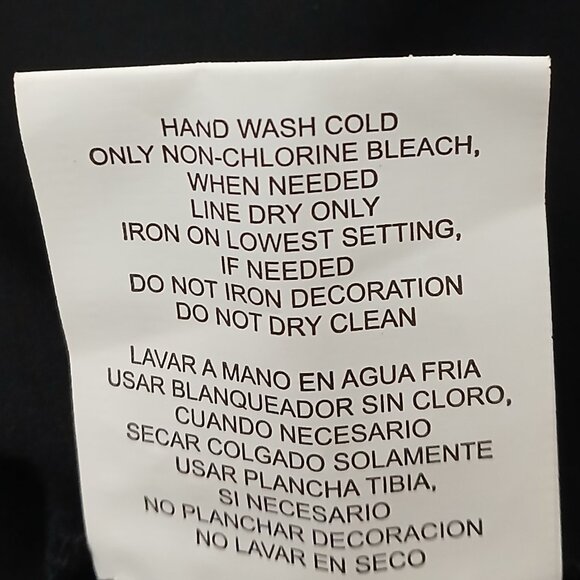 HAND WASH COLD
ONLY NON-CHLORINE BLEACH,
WHEN NEEDED
LINE DRY ONLY
IRON ON LOWEST SETTING,
IF NEEDED
DO NOT IRON DECORATION
DO NOT DRY CLEAN
LAVAR A MANO EN AGUA FRIA
USAR BLANQUEADOR SIN CLORO,
CUANDO NECESARIO
SECAR COLGADO SOLAMENTE
USAR PLANCHA TIBIA,
SI NECESARIO
NO PLANCHAR DECORACION
NO LAVAR EN SECO